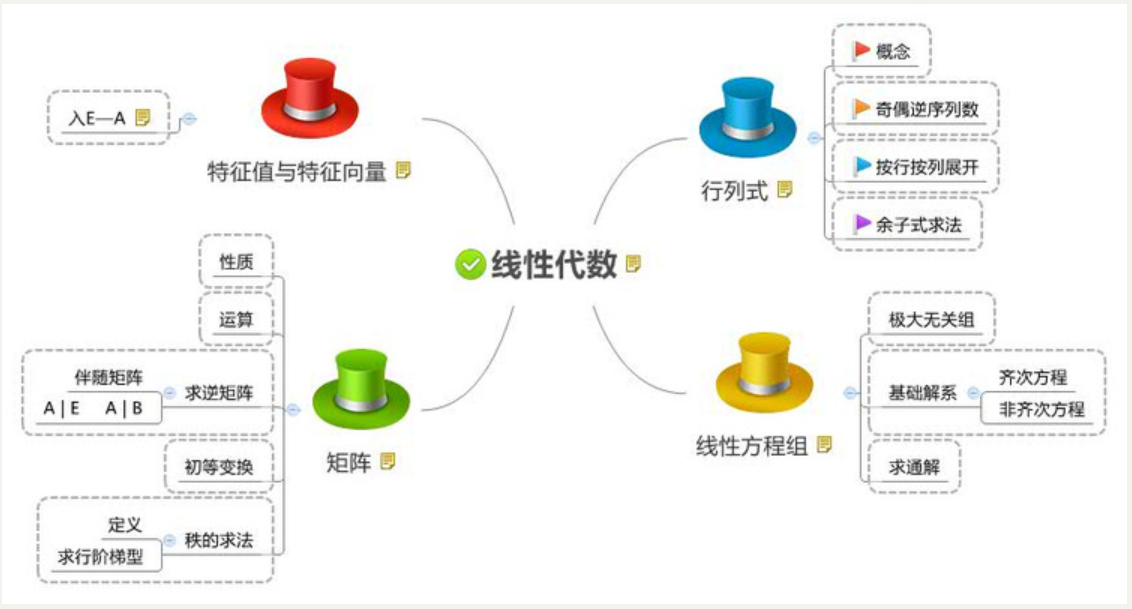 线性代数
行列式
概念
奇偶逆序列数
按行按列展开
余子式求法
线性方程组
极大无关组
基础解系
齐次方程
非齐次方程
求通解
特征值与特征向量
入E—A
矩阵
性质
运算
求逆矩阵
伴随矩阵
A|E A|B
初等变换
秩的求法
定义
求行阶梯型